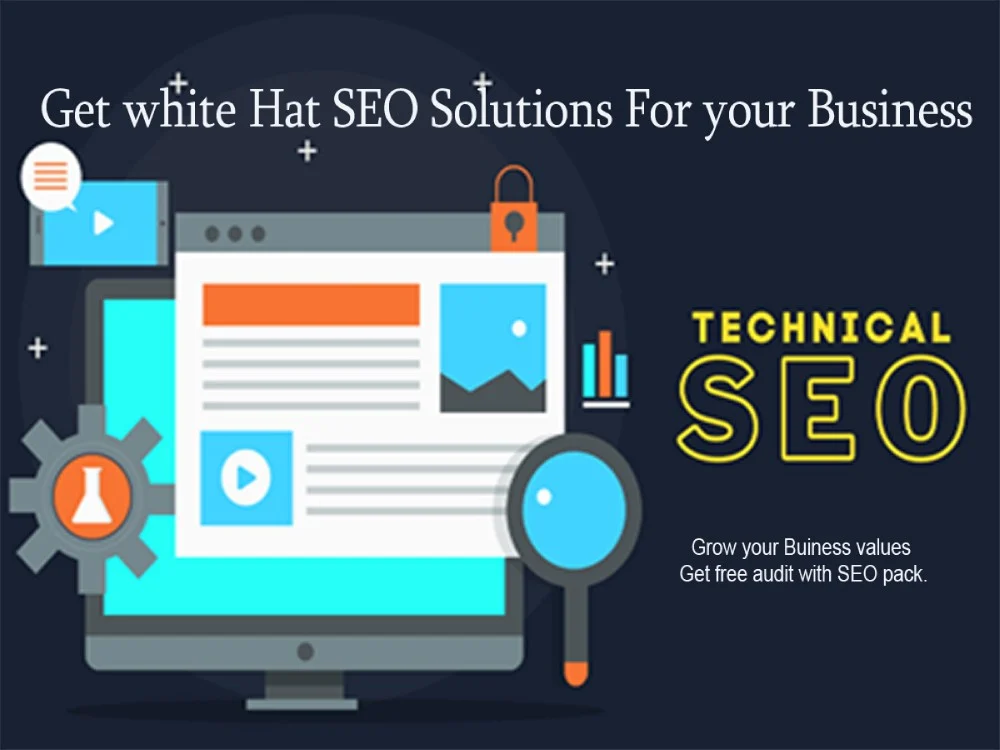 Get white Hat SEO Solutions For your Business
TECHNICAL
SEO
Grow your Buiness values
Get free audit with SEO pack.